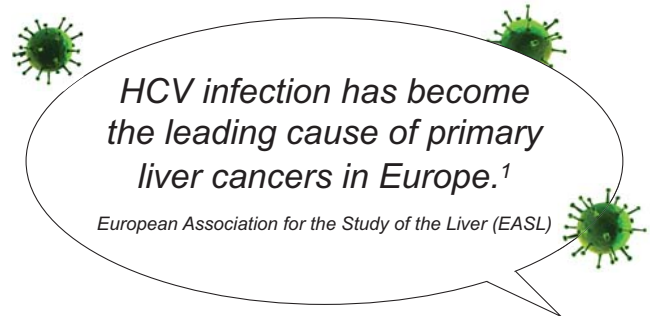 HCV infection has become
the leading cause of primary
liver cancers in Europe.¹
European Association for the Study of the Liver (EASL)